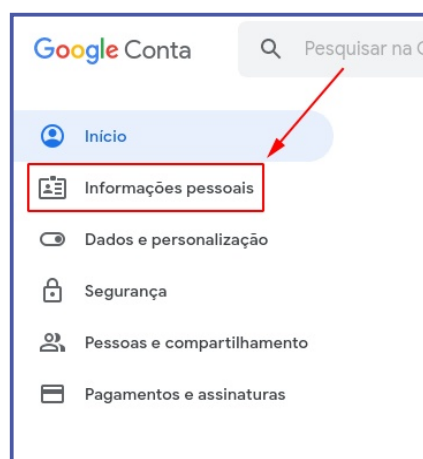 Google Conta
Pesquisar na
Início
Informações pessoais
Dados e personalização
Segurança
Pessoas e compartilhamento
Pagamentos e assinaturas